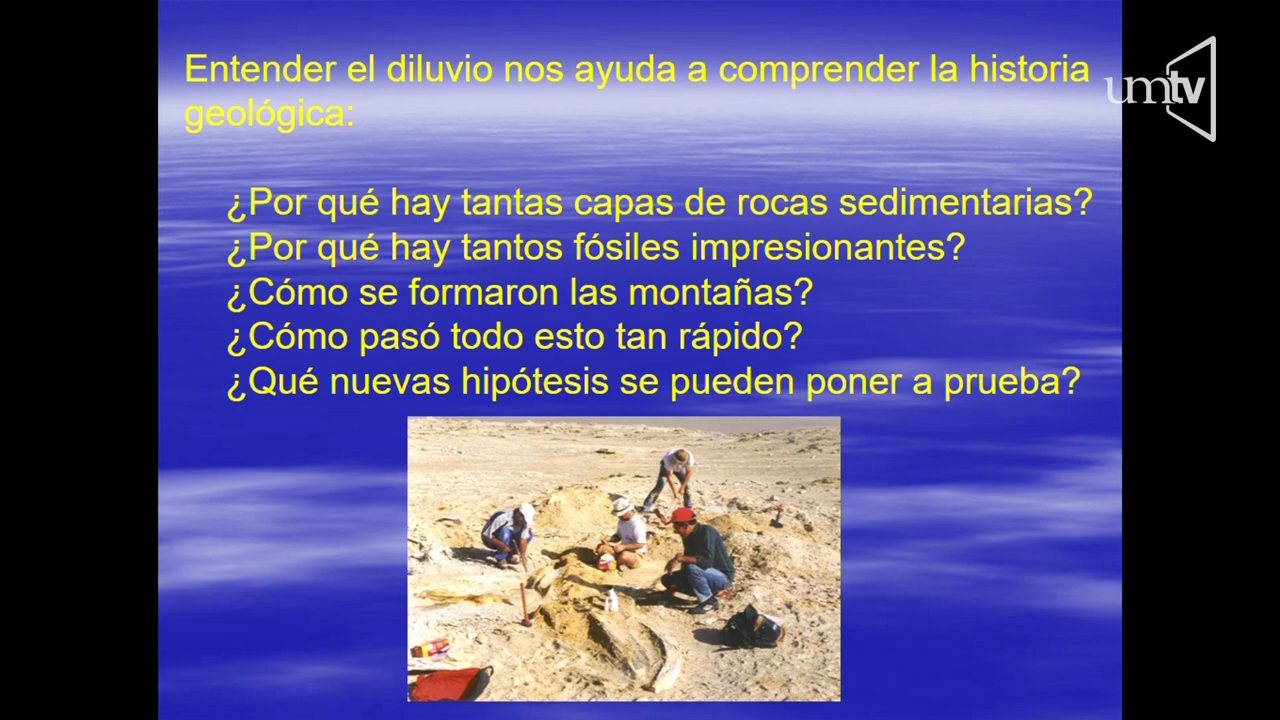 Entender el diluvio nos ayuda a comprender la historia
geológica:
¿Por qué hay tantas capas de rocas sedimentarias?
¿Por qué hay tantos fósiles impresionantes?
¿Cómo se formaron las montañas?
¿Cómo pasó todo esto tan rápido?
¿Qué nuevas hipótesis se pueden poner a prueba?
umtv